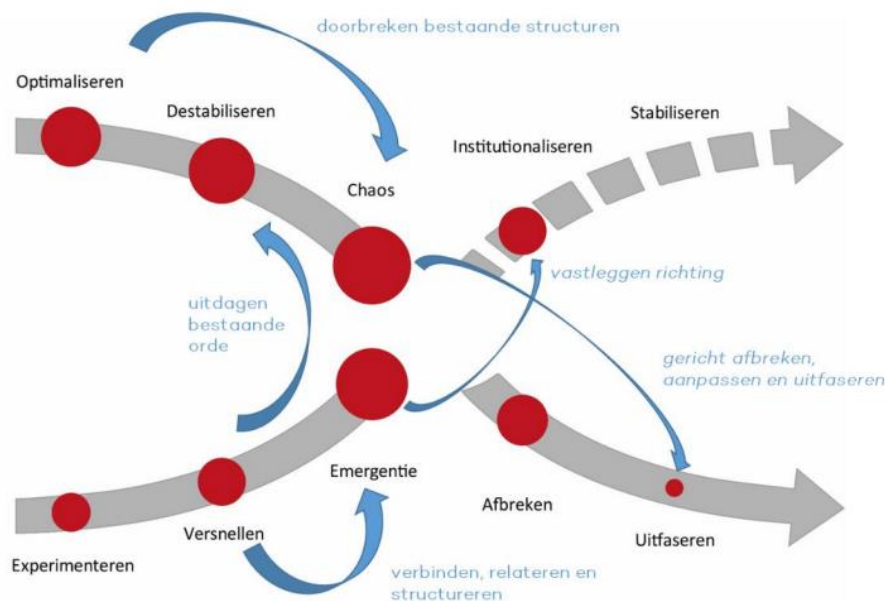 doorbreken bestaande structuren
Optimaliseren
Destabiliseren
Chaos
Institutionaliseren
Stabiliseren
uitdagen
bestaande
orde
vastleggen richting
gericht afbreken,
aanpassen en uitfaseren
Experimenteren
Versnellen
Emergentie
Afbreken
Uitfaseren
verbinden, relateren en
structureren